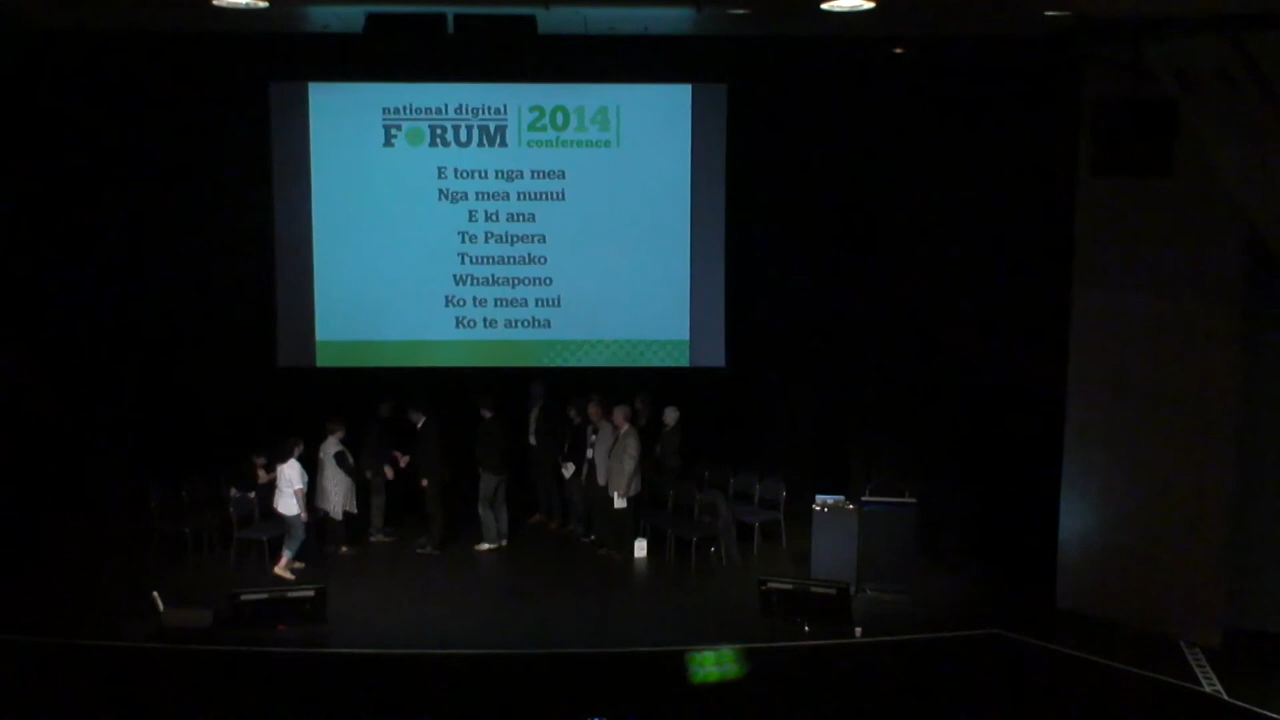 national digital
FORUM
2014
conference
E toru nga mea
Nga mea nunui
E ki ana
Te Paipera
Tumanako
Whakapono
Ko te mea nui
Ko te aroha